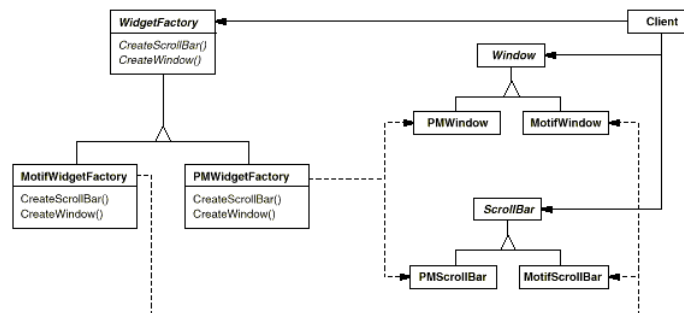 WidgetFactory
CreateScrollBar()
CreateWindow()
Client
Window
PMWindow
MotifWindow
MotifWidgetFactory
CreateScrollBar()
CreateWindow()
PMWidgetFactory
CreateScrollBar()
CreateWindow()
ScrollBar
PMScrollBar
MotifScrollBar